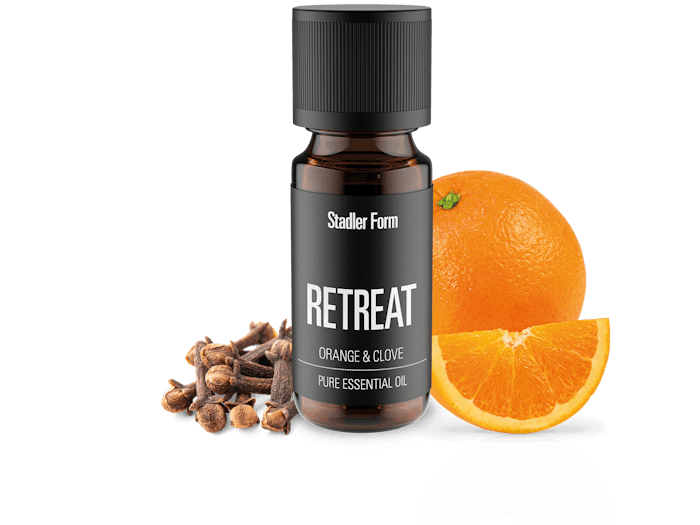 Stadler Form
RETREAT
ORANGE & CLOVE
PURE ESSENTIAL OIL